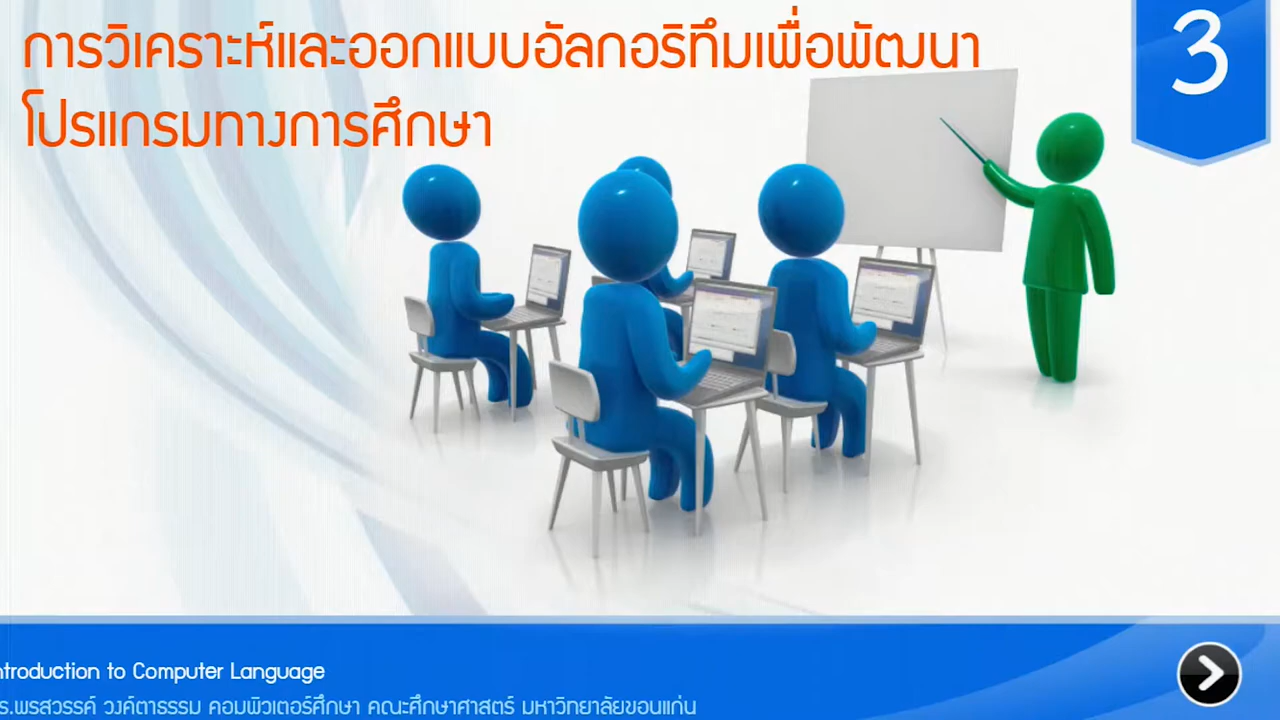 การวิเคราะห์และออกแบบอัลกอริทึมเพื่อพัฒนา
โปรแกรมทางการศึกษา
3
ntroduction to Computer Language
ร.พรสวรรค์ วงค์ตาธรรม คอมพิวเตอร์ศึกษา คณะศึกษาศาสตร์ มหาวิทยาลัยขอนแก่น